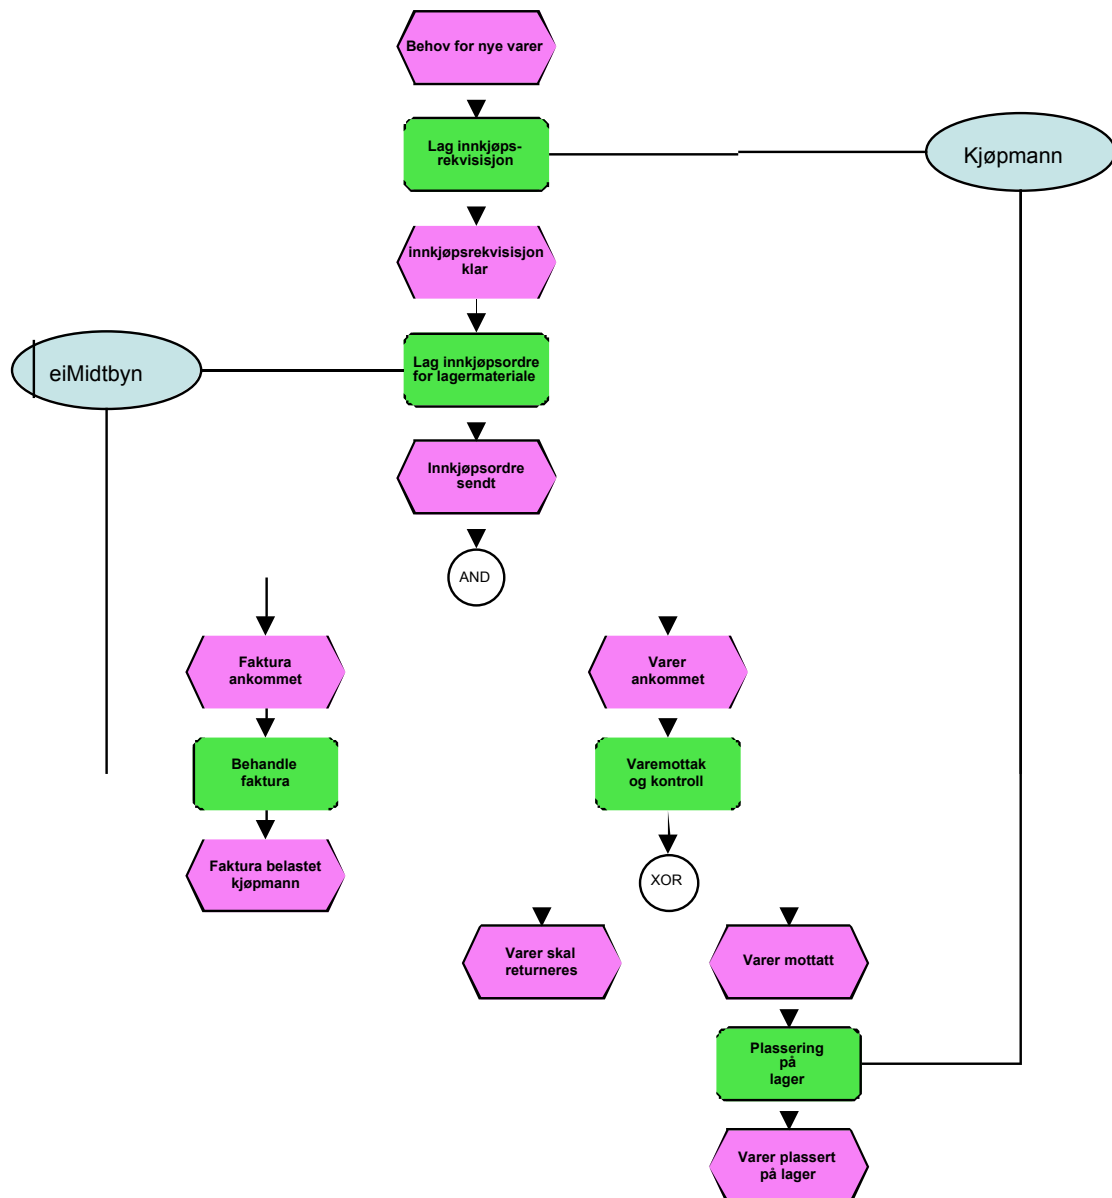 Behov for nye varer
Lag innkjøps-
rekvisisjon
Kjøpmann
innkjøpsrekvisisjon
klar
eiMidtbyn
Lag innkjøpsordre
for lagermateriale
Innkjøpsordre
sendt
AND
Faktura
ankommet
Varer
ankommet
Behandle
faktura
Varemottak
og kontroll
Faktura belastet
kjøpmann
XOR
Varer skal
returneres
Varer mottatt
Plassering
på
lager
Varer plassert
på lager